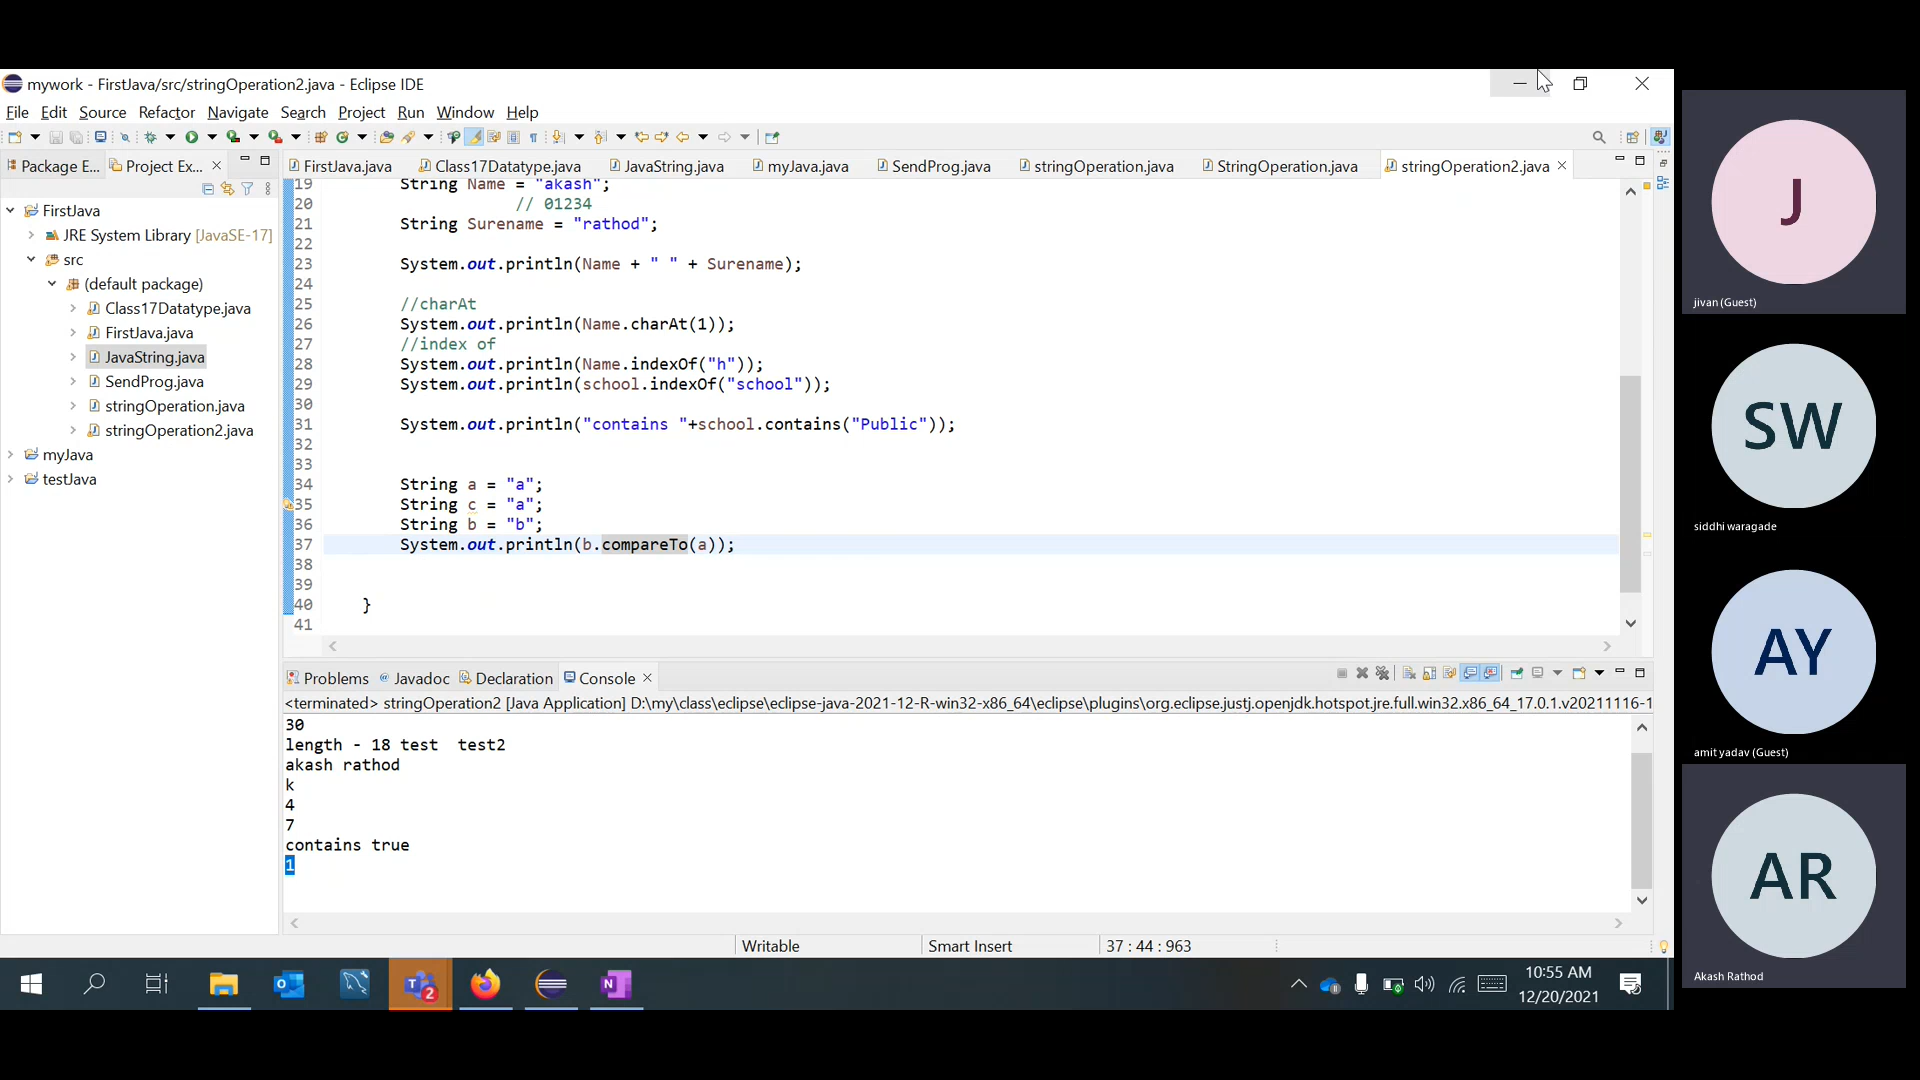 mywork - FirstJava/src/stringOperation2.java - Eclipse IDE
File Edit Source Refactor Navigate Search Project Run Window Help
Package E... Project Ex...
FirstJava
JRE System Library [JavaSE-17]
src
(default package)
Class17Datatype.java
FirstJava.java
JavaString.java
SendProg.java
stringOperation.java
stringOperation2.java
myJava
testJava
FirstJava.java Class17Datatype.java JavaString.java myJava.java SendProg.java stringOperation.java StringOperation.java stringOperation2.java
19 String Name = "akash";
20 // 01234
21 String Surename = "rathod";
22
23 System.out.println(Name + " " + Surename);
24
25 //charAt
26 System.out.println(Name.charAt(1));
27 //index of
28 System.out.println(Name.indexOf("h"));
29 System.out.println(school.indexOf("school"));
30
31 System.out.println("contains "+school.contains("Public"));
32
33
34 String a = "a";
35 String c = "a";
36 String b = "b";
37 System.out.println(b.compareTo(a));
38
39
40 }
41
Problems @ Javadoc Declaration Console
<terminated> stringOperation2 [Java Application] D:\my\class\eclipse\eclipse-java-2021-12-R-win32-x86_64\eclipse\plugins\org.eclipse.justj.openjdk.hotspot.jre.full.win32.x86_64_17.0.1.v20211116-1
30
length - 18 test  test2
akash rathod
k
4
7
contains true
1
Writable Smart Insert 37 : 44 : 963
2
10:55 AM
12/20/2021
J
jivan (Guest)
SW
siddhi waragade
AY
amit yadav (Guest)
AR
Akash Rathod